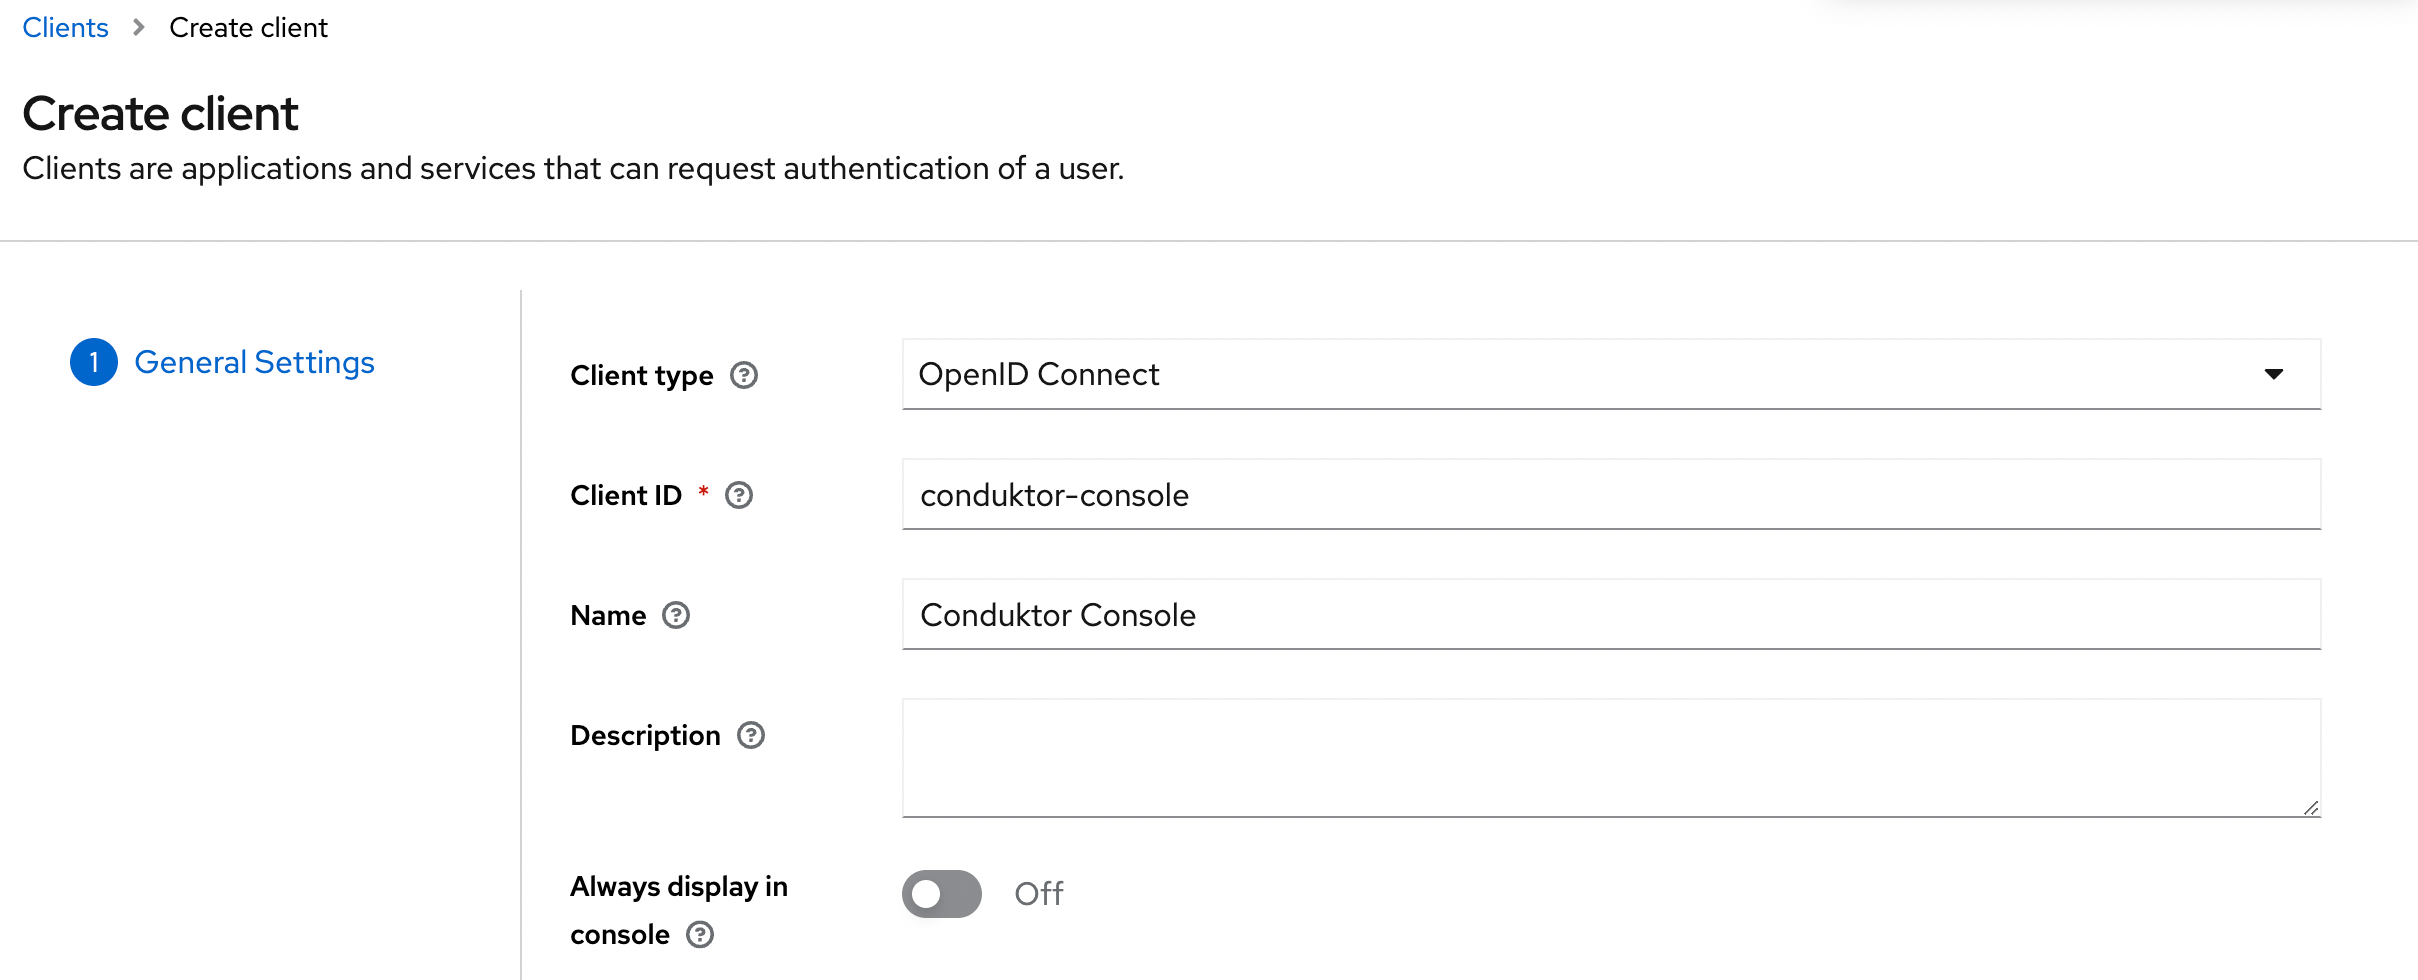 Clients > Create client
Create client
Clients are applications and services that can request authentication of a user.
1 General Settings
Client type ? OpenID Connect
Client ID * ? conduktor-console
Name ? Conduktor Console
Description ?
Always display in
console ?
Off